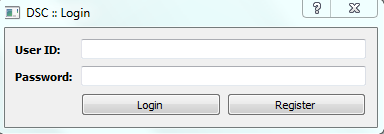 DSC :: Login
?
User ID:
Password:
Login Register